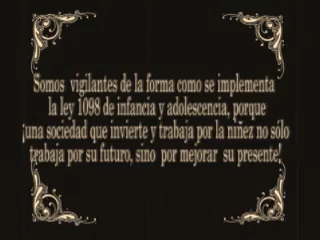 Somos vigilantes de la forma como se implementa
la ley 1098 de infancia y adolescencia, porque
¡una sociedad que invierte y trabaja por la niñez no sólo
trabaja por su futuro, sino por mejorar su presente!